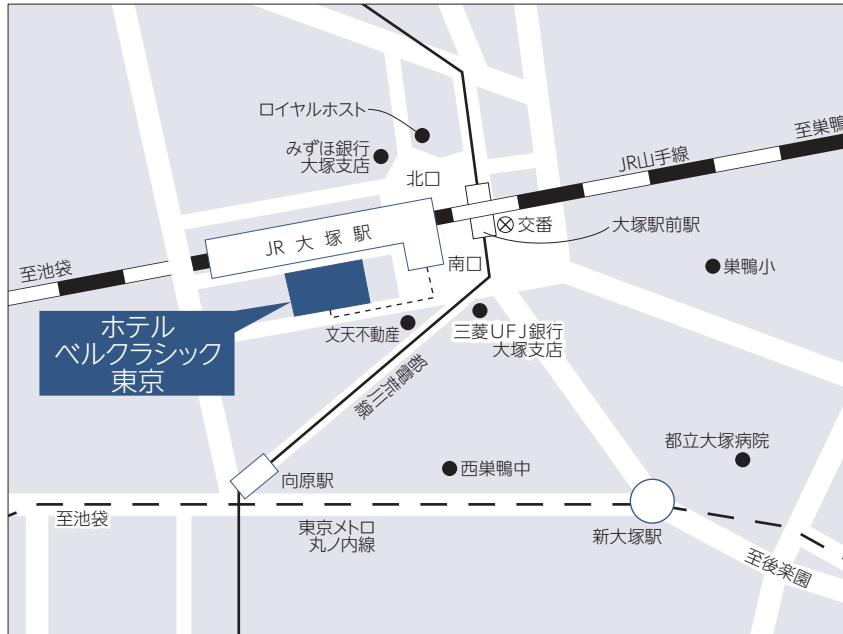 ロイヤルホスト
みずほ銀行
大塚支店
北口
JR山手線
至巣鴨
JR大塚駅
交番
大塚駅前駅
至池袋
南口
巣鴨小
ホテル
ベルクラシック
東京
文天不動産
三菱UFJ銀行
大塚支店
都電荒川線
都立大塚病院
向原駅
西巣鴨中
至池袋
東京メトロ
丸ノ内線
新大塚駅
至後楽園